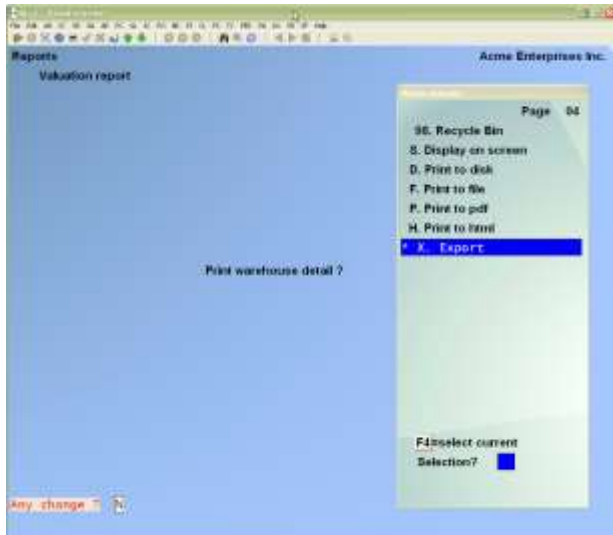 Reports
Acme Enterprises Inc.
Valuation report
Page 04
98. Recycle Bin
S. Display on screen
D. Print to disk
F. Print to file
P. Print to pdf
H. Print to html
* X. Export
Print warehouse detail ?
F4=select current
Selection?
Any change ? N